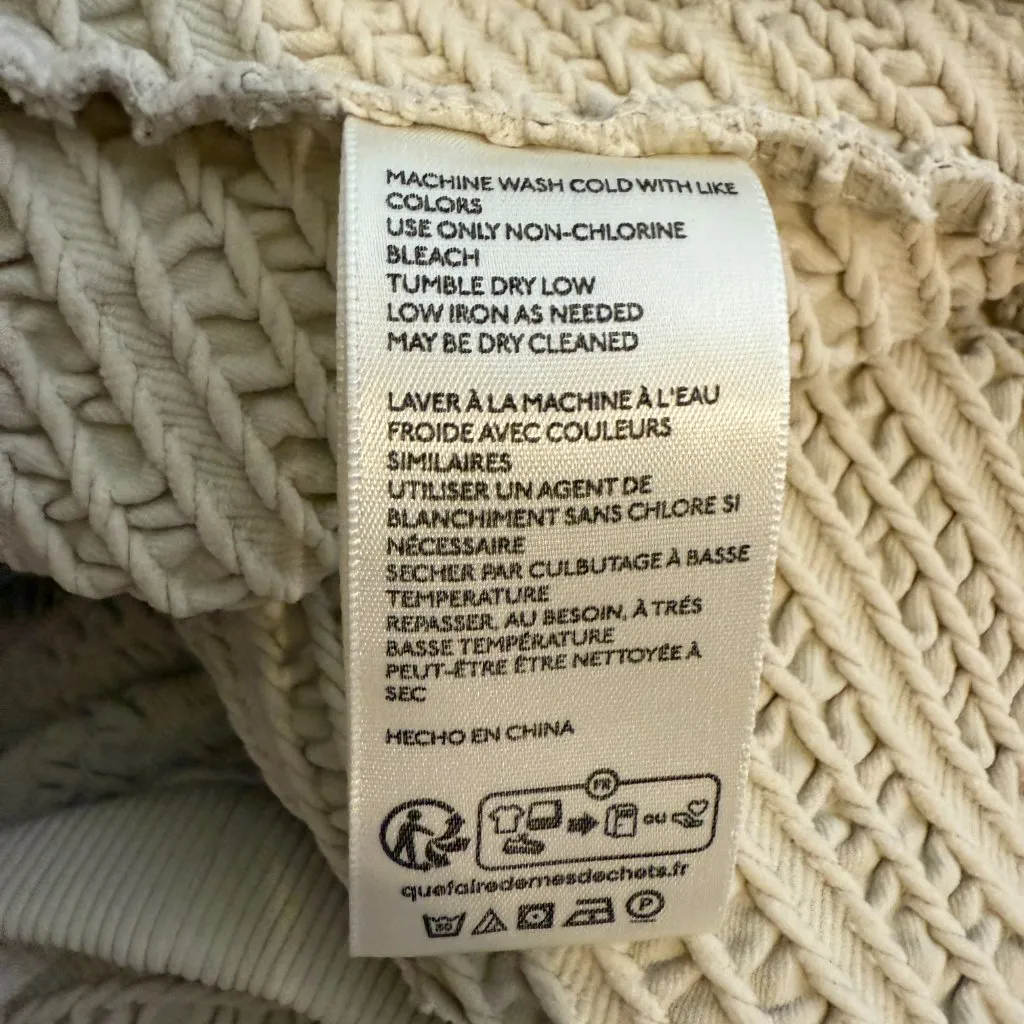 MACHINE WASH COLD WITH LIKE
COLORS
USE ONLY NON-CHLORINE
BLEACH
TUMBLE DRY LOW
LOW IRON AS NEEDED
MAY BE DRY CLEANED
LAVER À LA MACHINE À L'EAU
FROIDE AVEC COULEURS
SIMILAIRES
UTILISER UN AGENT DE
BLANCHIMENT SANS CHLORE SI
NÉCESSAIRE
SECHER PAR CULBUTAGE À BASSE
TEMPERATURE
REPASSER, AU BESOIN, À TRÉS
BASSE TEMPÉRATURE
PEUT-ÊTRE ÊTRE NETTOYÉE À
SEC
HECHO EN CHINA
FR
ou
quefairedemesdechets.fr
P